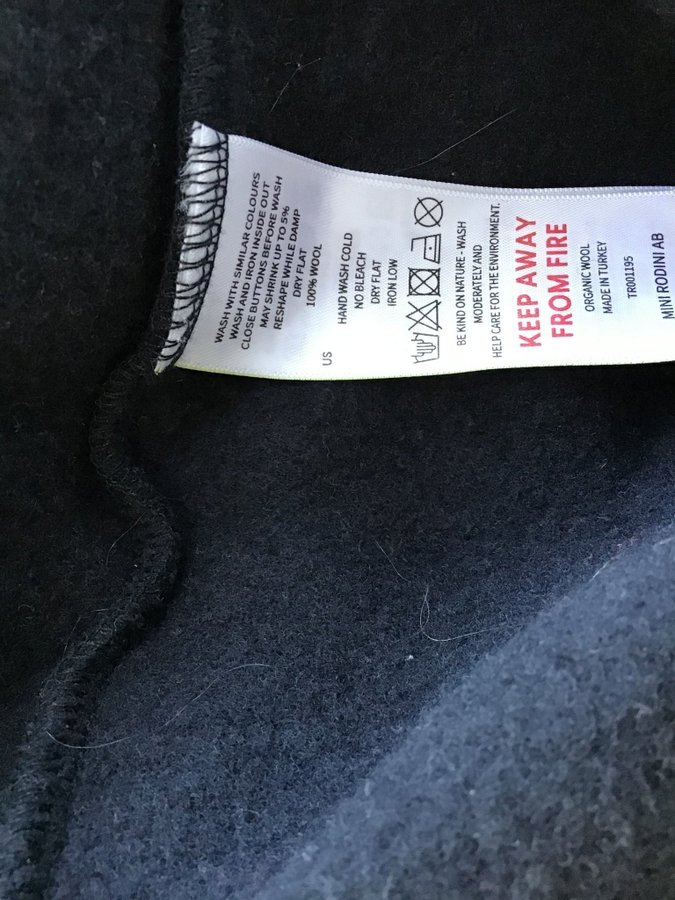 WASH WITH SIMILAR COLOURS
WASH AND IRON INSIDE OUT
CLOSE BUTTONS BEFORE WASH
MAY SHRINK UP TO 5%
RESHAPE WHILE DAMP
DRY FLAT
100% WOOL
US
HAND WASH COLD
NO BLEACH
DRY FLAT
IRON LOW
BE KIND ON NATURE - WASH
MODERATELY AND
HELP CARE FOR THE ENVIRONMENT.
KEEP AWAY
FROM FIRE
ORGANIC WOOL
MADE IN TURKEY
TR001195
MINI RODINI AB